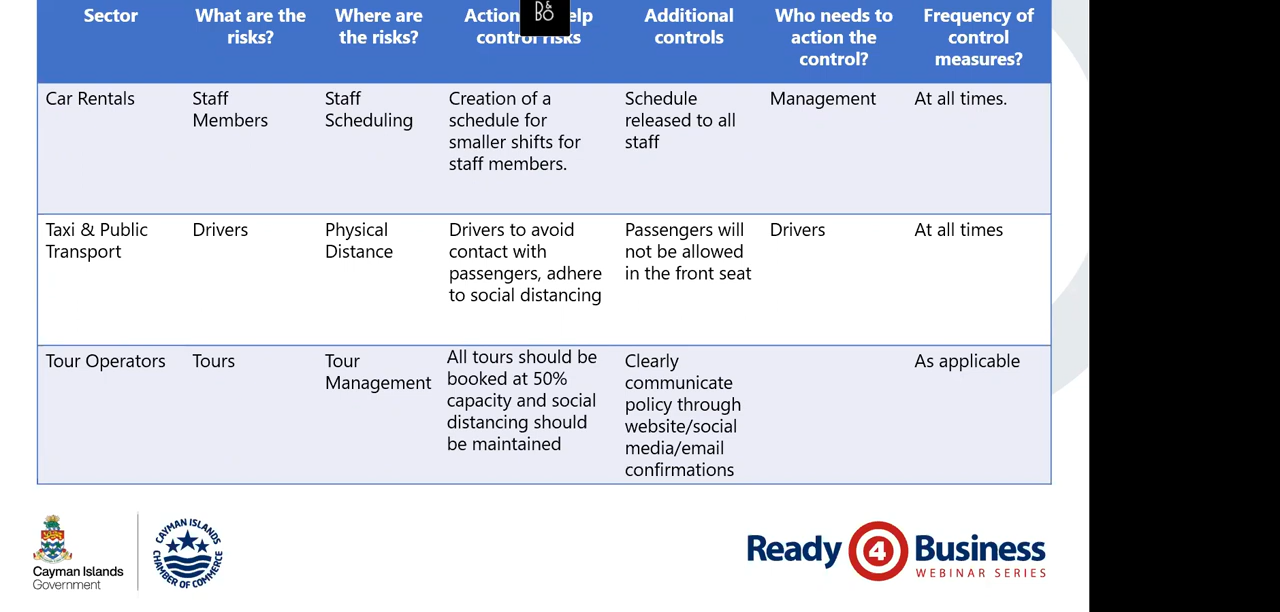 Sector
What are the
risks?
Where are
the risks?
control risks
Additional
controls
Who needs to
action the
control?
Frequency of
control
measures?
B&O
Car Rentals
Staff
Members
Staff
Scheduling
Creation of a
schedule for
smaller shifts for
staff members.
Schedule
released to all
staff
Management
At all times.
Taxi & Public
Transport
Drivers
Physical
Distance
Drivers to avoid
contact with
passengers, adhere
to social distancing
Passengers will
not be allowed
in the front seat
Drivers
At all times
Tour Operators
Tours
Tour
Management
All tours should be
booked at 50%
capacity and social
distancing should
be maintained
Clearly
communicate
policy through
website/social
media/email
confirmations
As applicable
Cayman Islands
Government
CAYMAN ISLANDS
CHAMBER OF COMMERCE
Ready 4 Business
WEBINAR SERIES